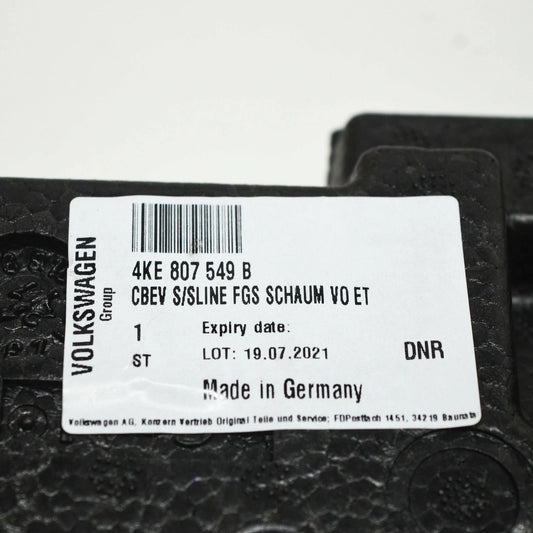 VOLKSWAGEN
Group
4KE 807 549 B
CBEV S/SLINE FGS SCHAUM VO ET
1
Expiry date:
ST
LOT: 19.07.2021
DNR
Made in Germany
Volkswagen AG, Konzern Vertrieb Original Teile und Service; FDPostfach 1451, 34219 Baunata